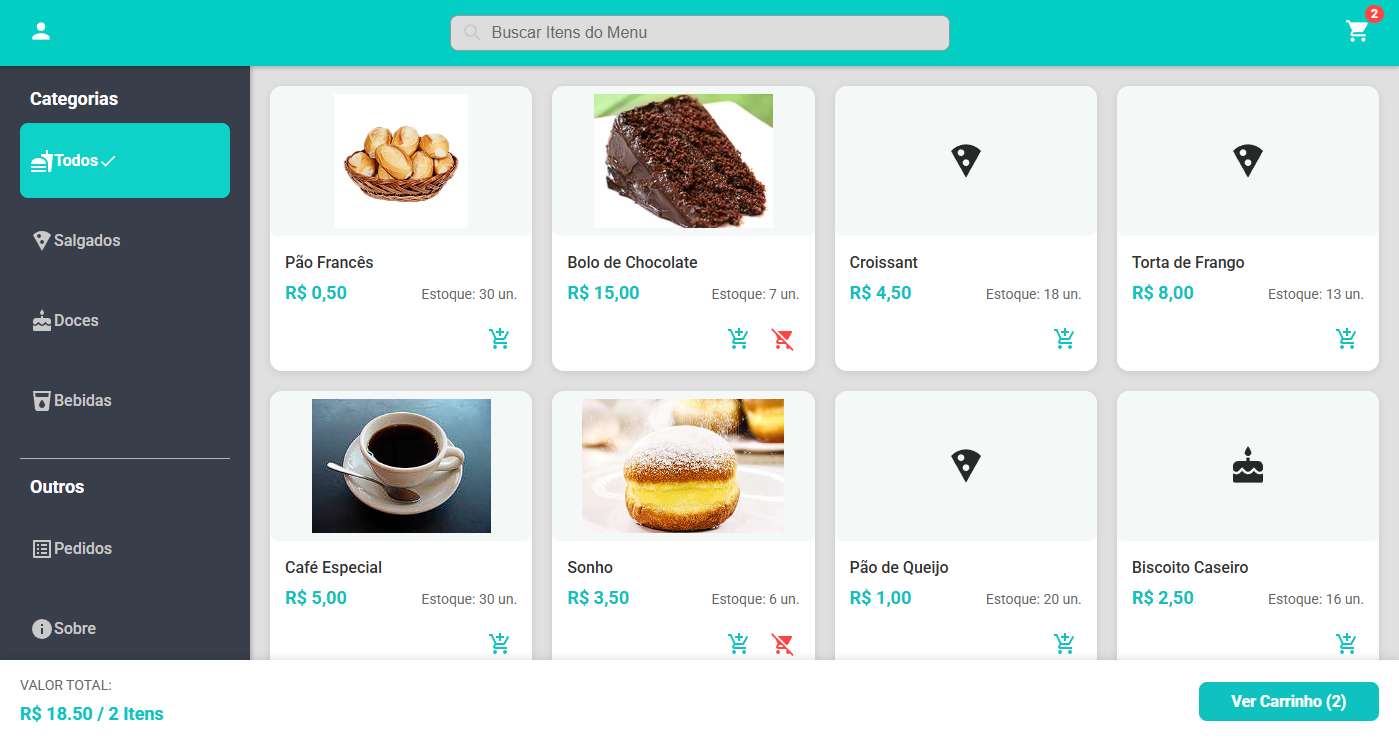 Buscar Itens do Menu
2
Categorias
Todos
Salgados
Doces
Bebidas
Outros
Pedidos
Sobre
Pão Francês
R$ 0,50
Estoque: 30 un.
Bolo de Chocolate
R$ 15,00
Estoque: 7 un.
Croissant
R$ 4,50
Estoque: 18 un.
Torta de Frango
R$ 8,00
Estoque: 13 un.
Café Especial
R$ 5,00
Estoque: 30 un.
Sonho
R$ 3,50
Estoque: 6 un.
Pão de Queijo
R$ 1,00
Estoque: 20 un.
Biscoito Caseiro
R$ 2,50
Estoque: 16 un.
VALOR TOTAL:
R$ 18.50 / 2 Itens
Ver Carrinho (2)